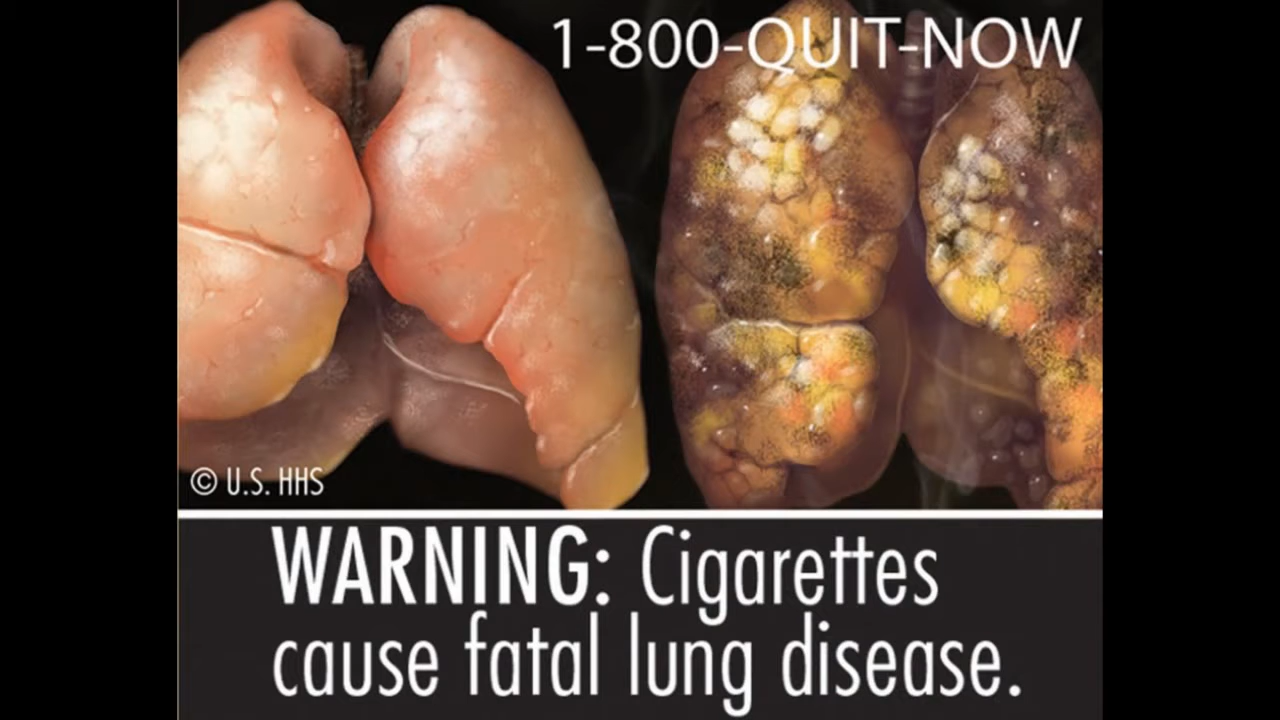 1-800-QUIT-NOW
© U.S. HHS
WARNING: Cigarettes
cause fatal lung disease.